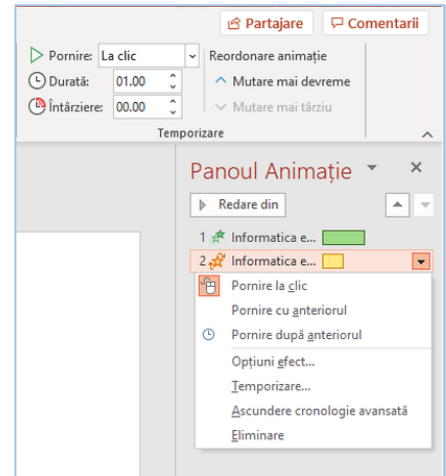 Partajare Comentarii
Pornire: La clic Reordonare animație
Durată: 01.00 Mutare mai devreme
Întârziere: 00.00 Mutare mai târziu
Temporizare
Panoul Animație
Redare din
1 Informatica e...
2 Informatica e...
Pornire la clic
Pornire cu anteriorul
Pornire după anteriorul
Opțiuni efect...
Temporizare...
Ascundere cronologie avansată
Eliminare